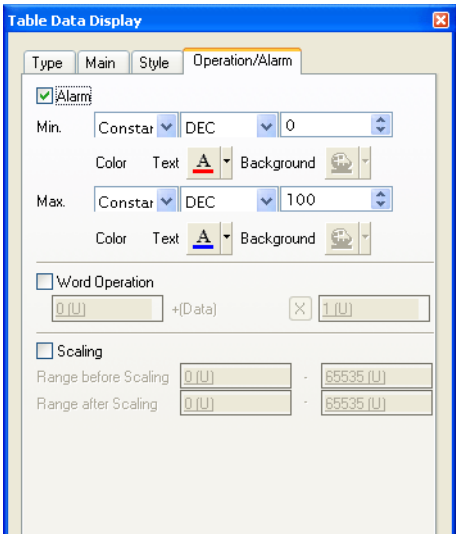 Table Data Display
Type Main Style Operation/Alarm
Alarm
Min. Constar DEC 0
Color Text A Background
Max. Constar DEC 100
Color Text A Background
Word Operation
0 (U) +(Data) X 1 (U)
Scaling
Range before Scaling 0 (U) - 65535 (U)
Range after Scaling 0 (U) - 65535 (U)